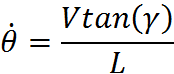 θ̇ = Vtan(γ) / L